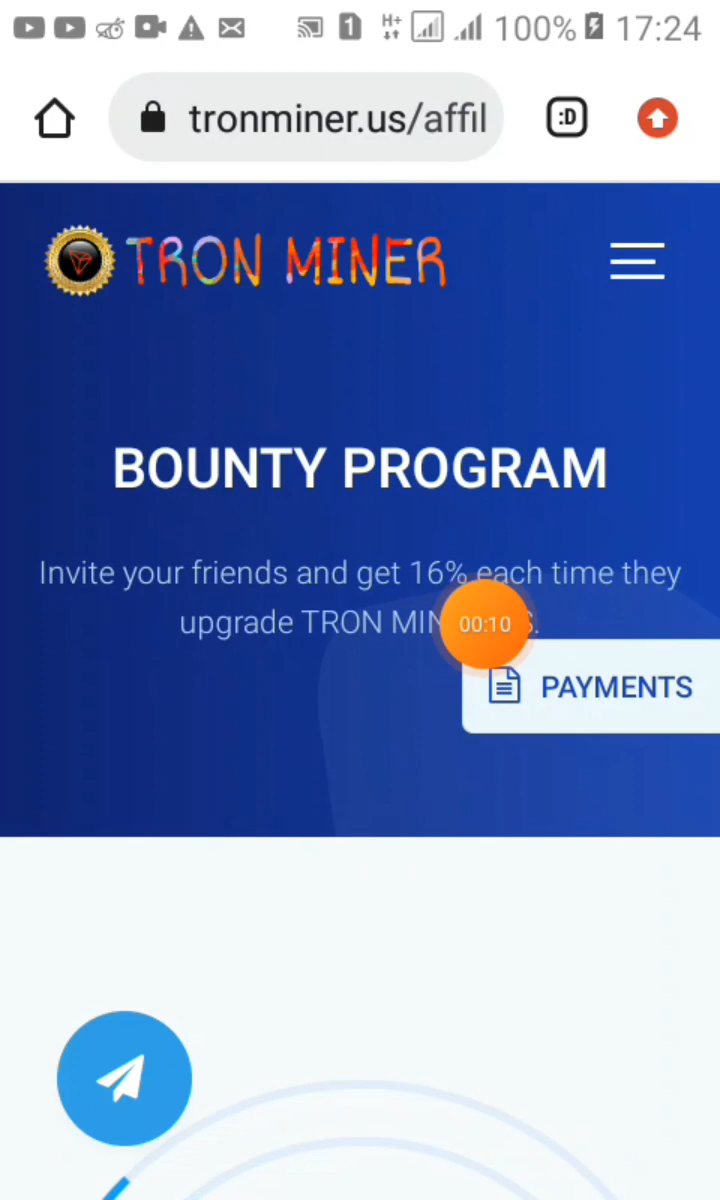 1 H+ 100% 17:24
tronminer.us/affil :D
TRON MINER
BOUNTY PROGRAM
Invite your friends and get 16% each time they
upgrade TRON MIN S.
00:10
PAYMENTS